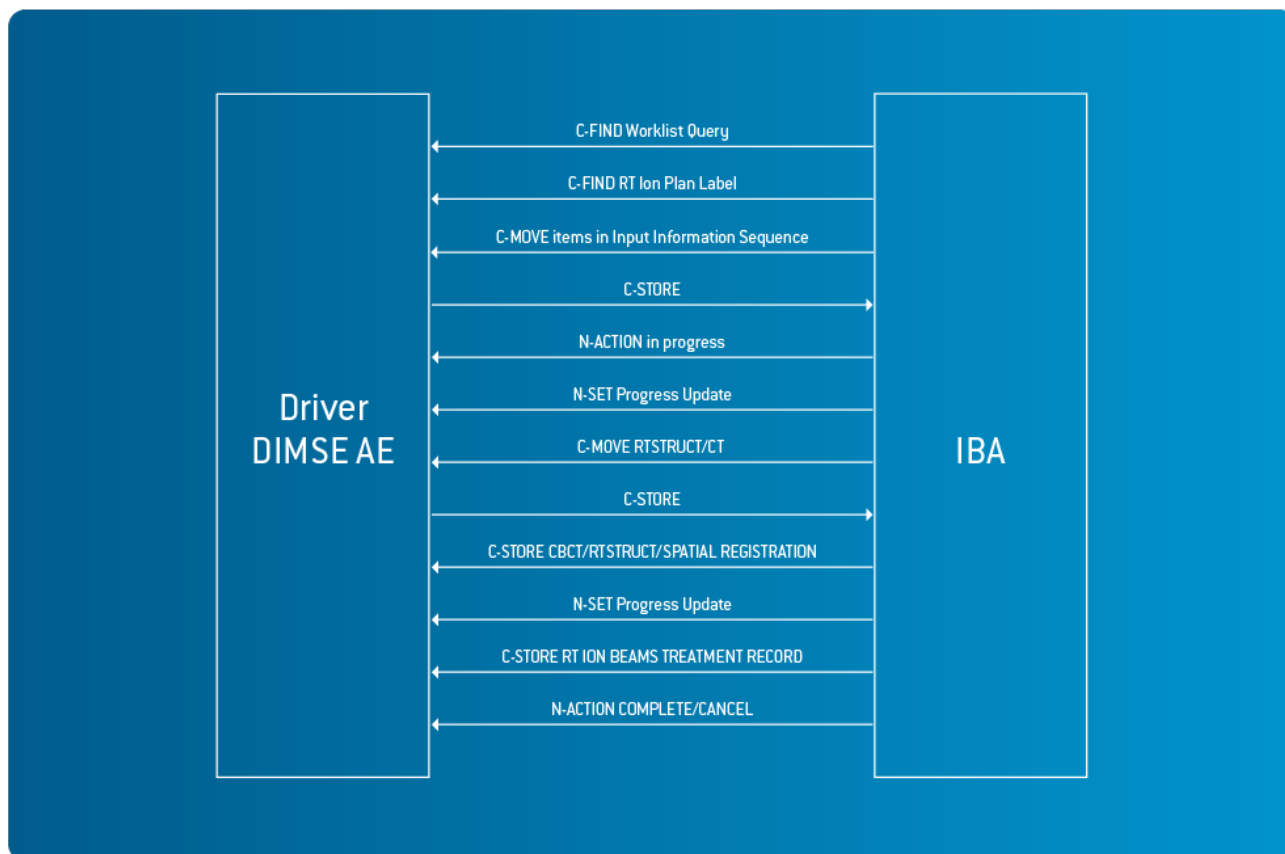 C-FIND Worklist Query
C-FIND RT Ion Plan Label
C-MOVE items in Input Information Sequence
C-STORE
N-ACTION in progress
N-SET Progress Update
Driver
DIMSE AE
IBA
C-MOVE RTSTRUCT/CT
C-STORE
C-STORE CBCT/RTSTRUCT/SPATIAL REGISTRATION
N-SET Progress Update
C-STORE RT ION BEAMS TREATMENT RECORD
N-ACTION COMPLETE/CANCEL